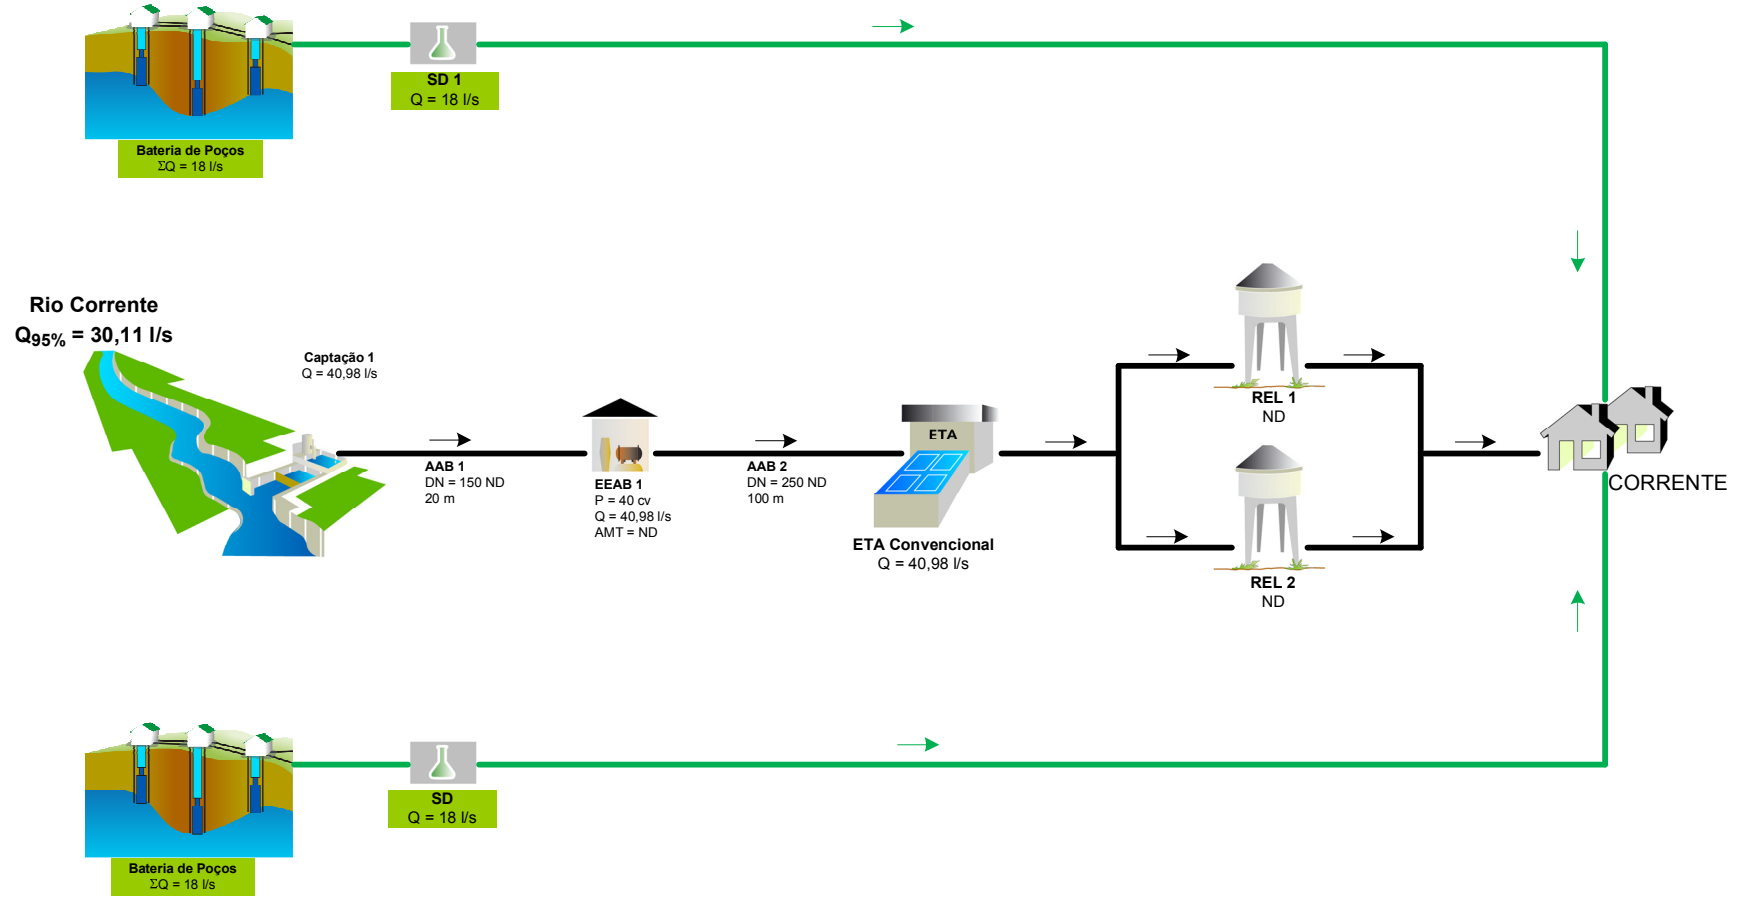 SD 1
Q = 18 l/s
Bateria de Poços
ΣQ = 18 l/s
Rio Corrente
Q95% = 30,11 l/s
Captação 1
Q = 40,98 l/s
AAB 1
DN = 150 ND
20 m
EEAB 1
P = 40 cv
Q = 40,98 l/s
AMT = ND
AAB 2
DN = 250 ND
100 m
ETA
ETA Convencional
Q = 40,98 l/s
REL 1
ND
REL 2
ND
CORRENTE
SD
Q = 18 l/s
Bateria de Poços
ΣQ = 18 l/s